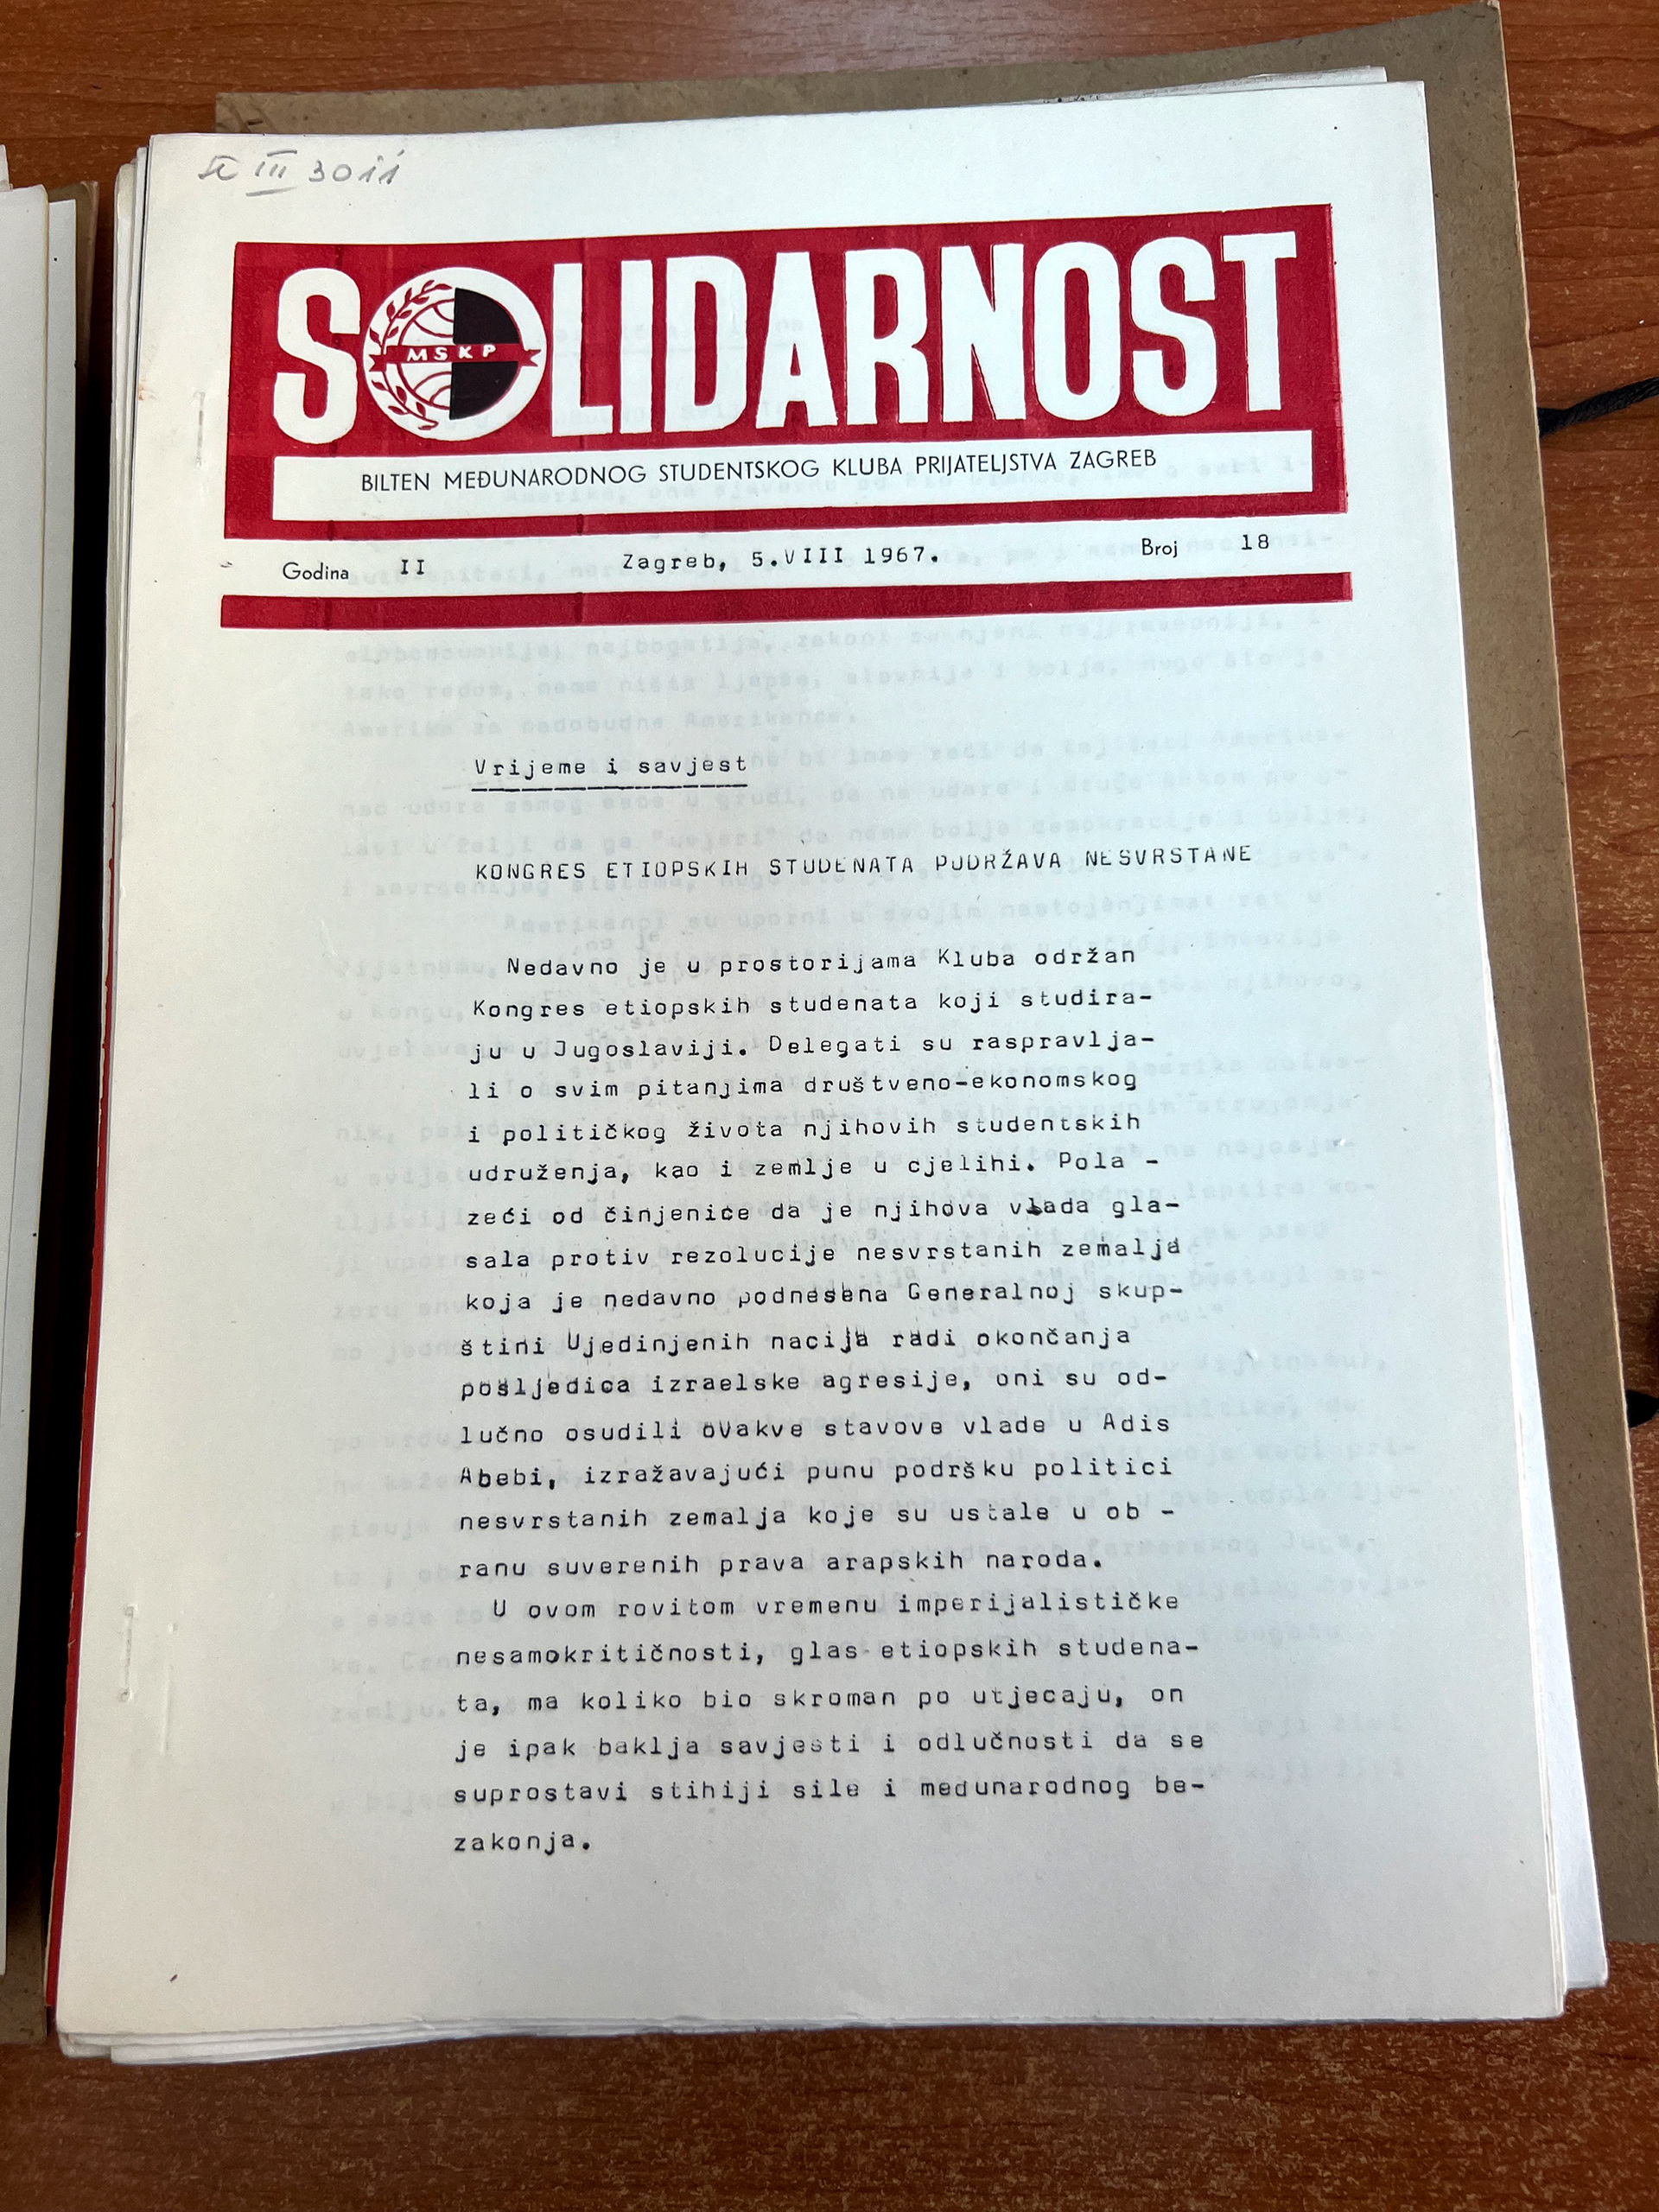 III 3011
SOLIDARNOST
MSKP
BILTEN MEĐUNARODNOG STUDENTSKOG KLUBA PRIJATELJSTVA ZAGREB
Godina II Zagreb, 5.VIII 1967. Broj 18
Vrijeme i savjest
KONGRES ETIOPSKIH STUDENATA PODRŽAVA NESVRSTANE
Nedavno je u prostorijama Kluba održan
Kongres etiopskih studenata koji studira-
ju u Jugoslaviji. Delegati su raspravlja-
li o svim pitanjima društveno-ekonomskog
i političkog života njihovih studentskih
udruženja, kao i zemlje u cjelihi. Pola -
zeći od činjenice da je njihova vlada gla-
sala protiv rezolucije nesvrstanih zemalja
koja je nedavno podnesena Generalnoj skup-
štini Ujedinjenih nacija radi okončanja
posljedica izraelske agresije, oni su od-
lučno osudili ovakve stavove vlade u Adis
Abebi, izražavajući punu podršku politici
nesvrstanih zemalja koje su ustale u ob -
ranu suverenih prava arapskih naroda.
U ovom rovitom vremenu imperijalističke
nesamokritičnosti, glas etiopskih studena-
ta, ma koliko bio skroman po utjecaju, on
je ipak baklja savjesti i odlučnosti da se
suprostavi stihiji sile i međunarodnog be-
zakonja.